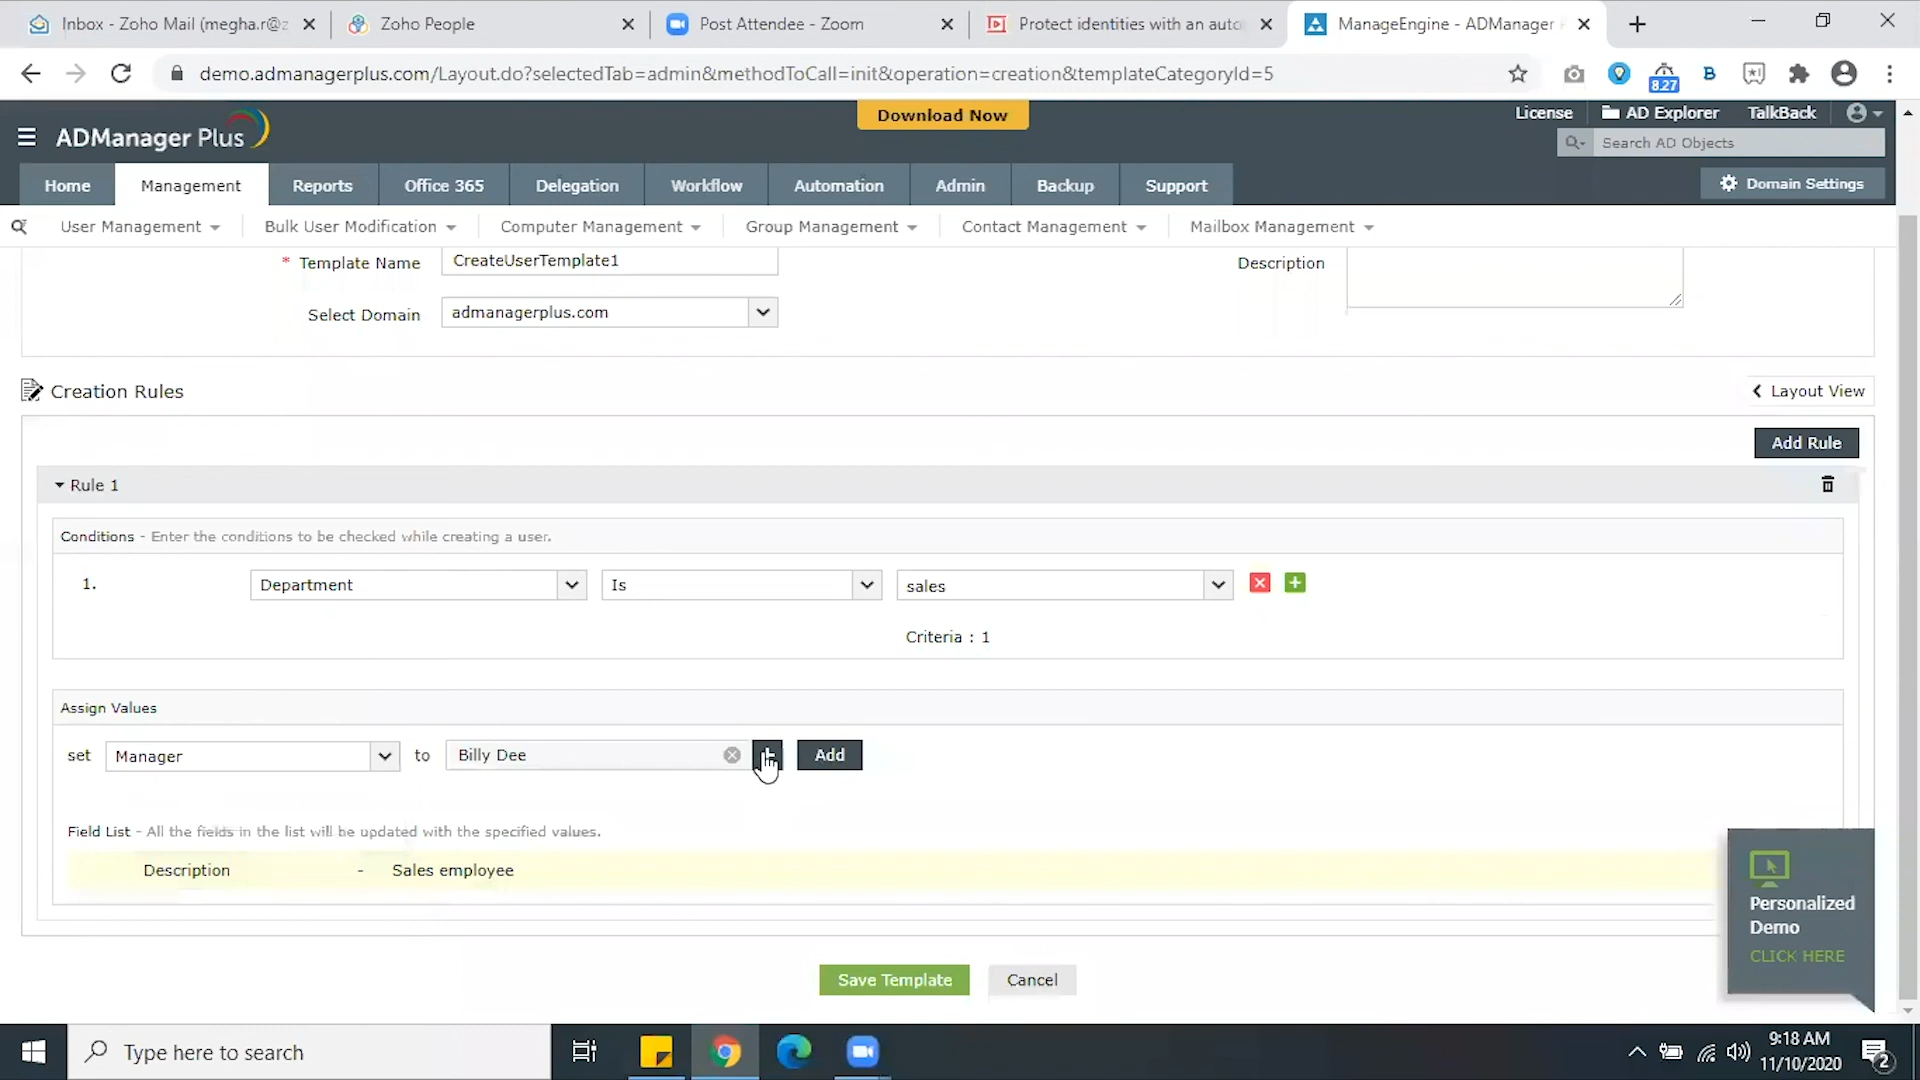 Inbox - Zoho Mail (megha.r@z
Zoho People
Post Attendee - Zoom
Protect identities with an auto
ManageEngine - ADManager
demo.admanagerplus.com/Layout.do?selectedTab=admin&methodToCall=init&operation=creation&templateCategoryId=5
8.27
Download Now
License
AD Explorer
TalkBack
ADManager Plus
Search AD Objects
Home
Management
Reports
Office 365
Delegation
Workflow
Automation
Admin
Backup
Support
Domain Settings
User Management
Bulk User Modification
Computer Management
Group Management
Contact Management
Mailbox Management
* Template Name
CreateUserTemplate1
Description
Select Domain
admanagerplus.com
Creation Rules
Layout View
Add Rule
Rule 1
Conditions - Enter the conditions to be checked while creating a user.
1.
Department
Is
sales
Criteria : 1
Assign Values
set
Manager
to
Billy Dee
Add
Field List - All the fields in the list will be updated with the specified values.
Description
-
Sales employee
Personalized
Demo
CLICK HERE
Save Template
Cancel
Type here to search
9:18 AM
11/10/2020
2